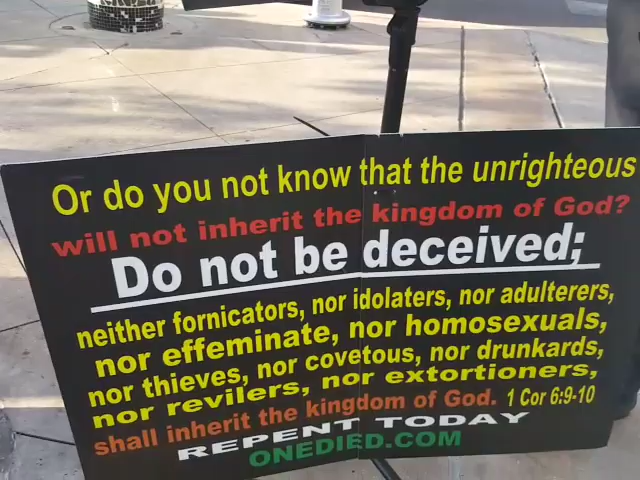 Or do you not know that the unrighteous
will not inherit the kingdom of God?
Do not be deceived;
neither fornicators, nor idolaters, nor adulterers,
nor effeminate, nor homosexuals,
nor thieves, nor covetous, nor drunkards,
nor revilers, nor extortioners,
shall inherit the kingdom of God. 1 Cor 6:9-10
REPENT TODAY
ONEDIED.COM